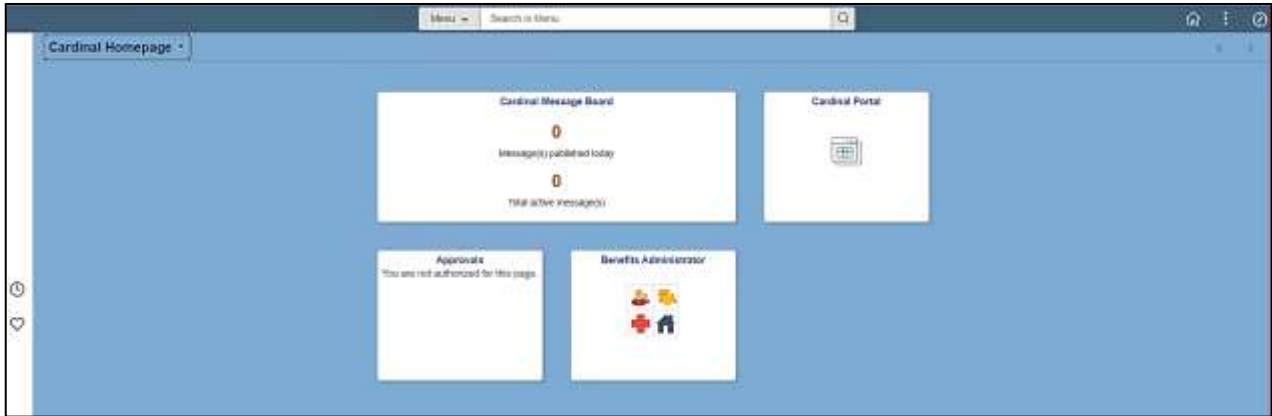 Menu Search in Menu
Cardinal Homepage
Cardinal Message Board
0
Message(s) published today
0
Total active message(s)
Cardinal Portal
Approvals
You are not authorized for this page.
Benefits Administrator